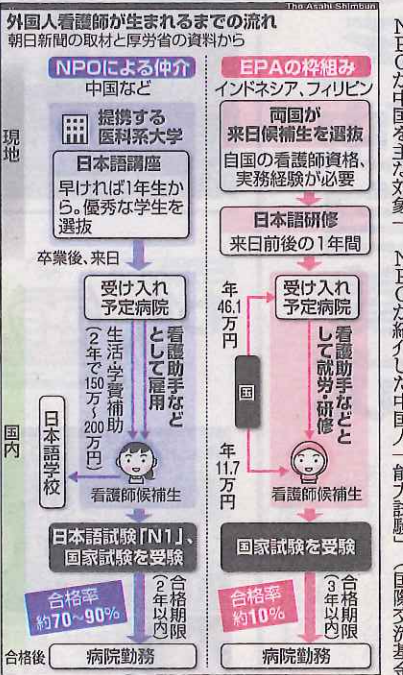 The Asahi Shimbun
外国人看護師が生まれるまでの流れ
朝日新聞の取材と厚労省の資料から
NPOによる仲介
中国など
現地
提携する
医科系大学
日本語講座
早ければ1年生か
ら。優秀な学生を
選抜
卒業後、来日
国内
受け入れ
予定病院
看護助手など
として雇用
生活・学費補助
(2年で150万~200万円)
日本語学校
看護師候補生
日本語試験「N1」、
国家試験を受験
合格率
約70~90%
合格期限
(2年以内)
合格後
病院勤務
EPAの枠組み
インドネシア、フィリピン
両国が
来日候補生を選抜
自国の看護師資格、
実務経験が必要
日本語研修
来日前後の1年間
受け入れ
予定病院
年
46.1
万円
国
年
11.7
万円
看護助手などと
して就労・研修
看護師候補生
国家試験を受験
合格率
約10%
合格期限
(3年以内)
病院勤務
NPOが中国を主な対象
NPOが紹介した中国人
能力試験」(国際交流基金